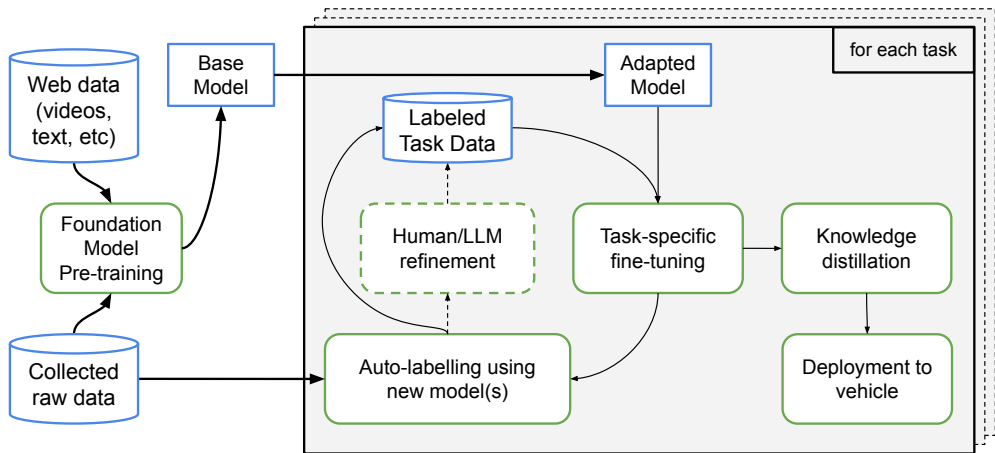 Web data
(videos,
text, etc)
Base
Model
Adapted
Model
for each task
Labeled
Task Data
Foundation
Model
Pre-training
Human/LLM
refinement
Task-specific
fine-tuning
Knowledge
distillation
Collected
raw data
Auto-labelling using
new model(s)
Deployment to
vehicle